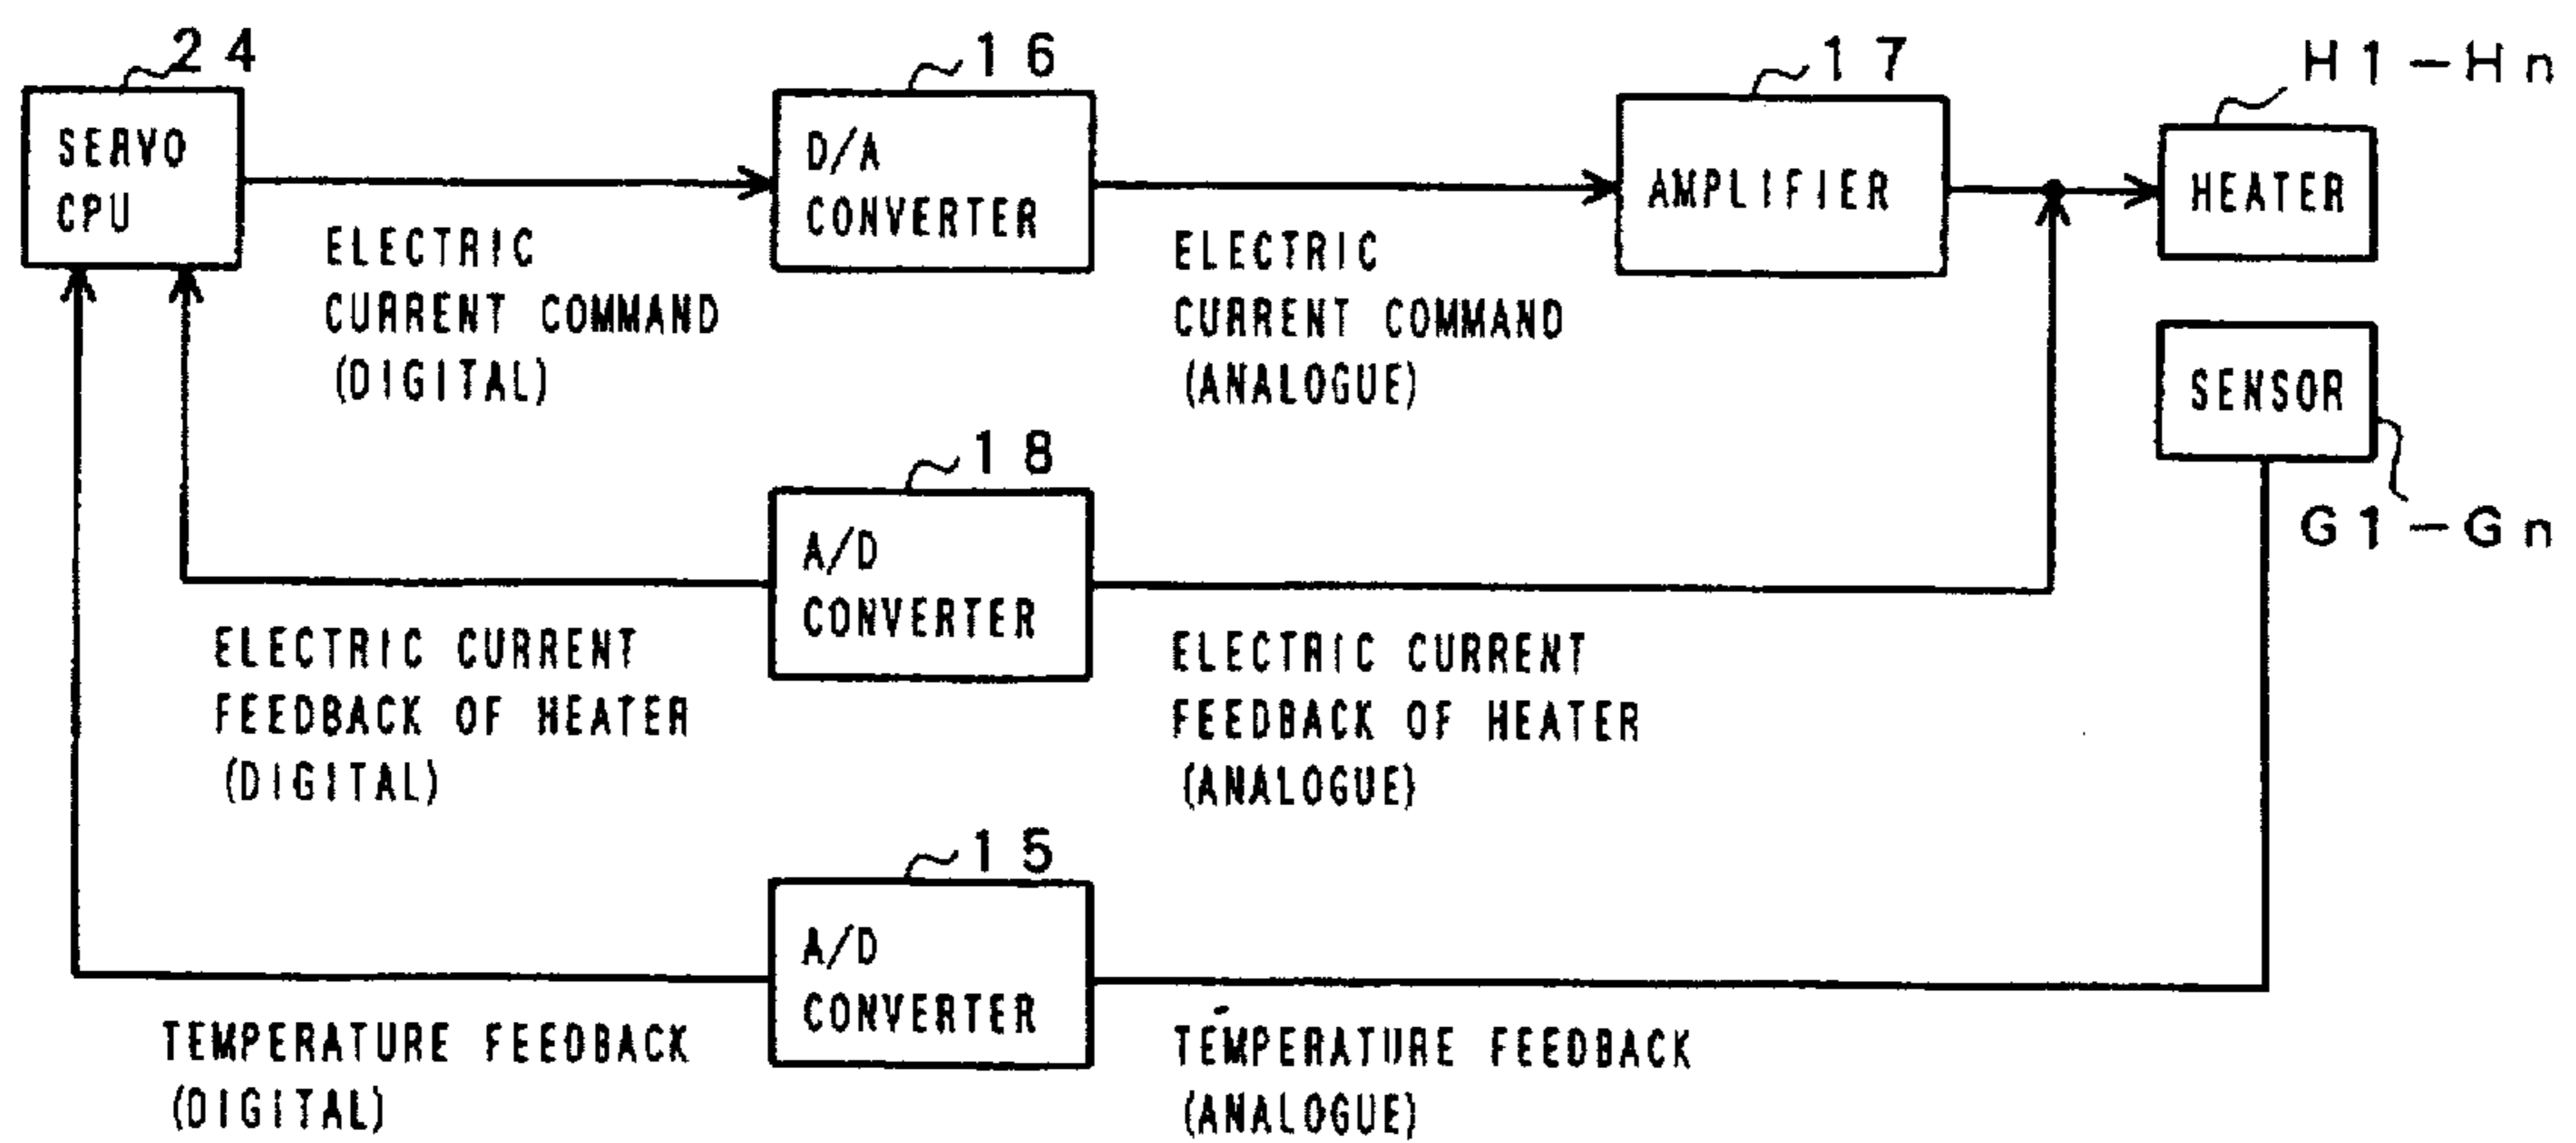 24
SERVO
CPU
16
D/A
CONVERTER
17
AMPLIFIER
H1-Hn
HEATER
ELECTRIC
CURRENT COMMAND
(DIGITAL)
ELECTRIC
CURRENT COMMAND
(ANALOGUE)
SENSOR
G1-Gn
18
A/D
CONVERTER
ELECTRIC CURRENT
FEEDBACK OF HEATER
(DIGITAL)
ELECTRIC CURRENT
FEEDBACK OF HEATER
(ANALOGUE)
15
A/D
CONVERTER
TEMPERATURE FEEDBACK
(DIGITAL)
TEMPERATURE FEEDBACK
(ANALOGUE)